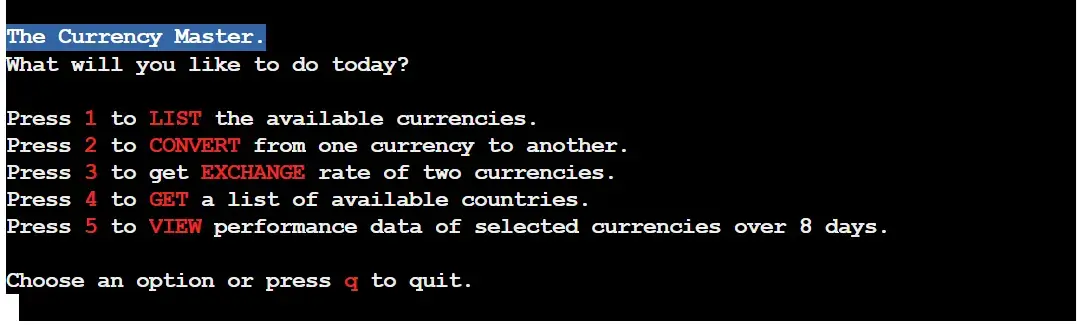 The Currency Master.
What will you like to do today?
Press 1 to LIST the available currencies.
Press 2 to CONVERT from one currency to another.
Press 3 to get EXCHANGE rate of two currencies.
Press 4 to GET a list of available countries.
Press 5 to VIEW performance data of selected currencies over 8 days.
Choose an option or press q to quit.